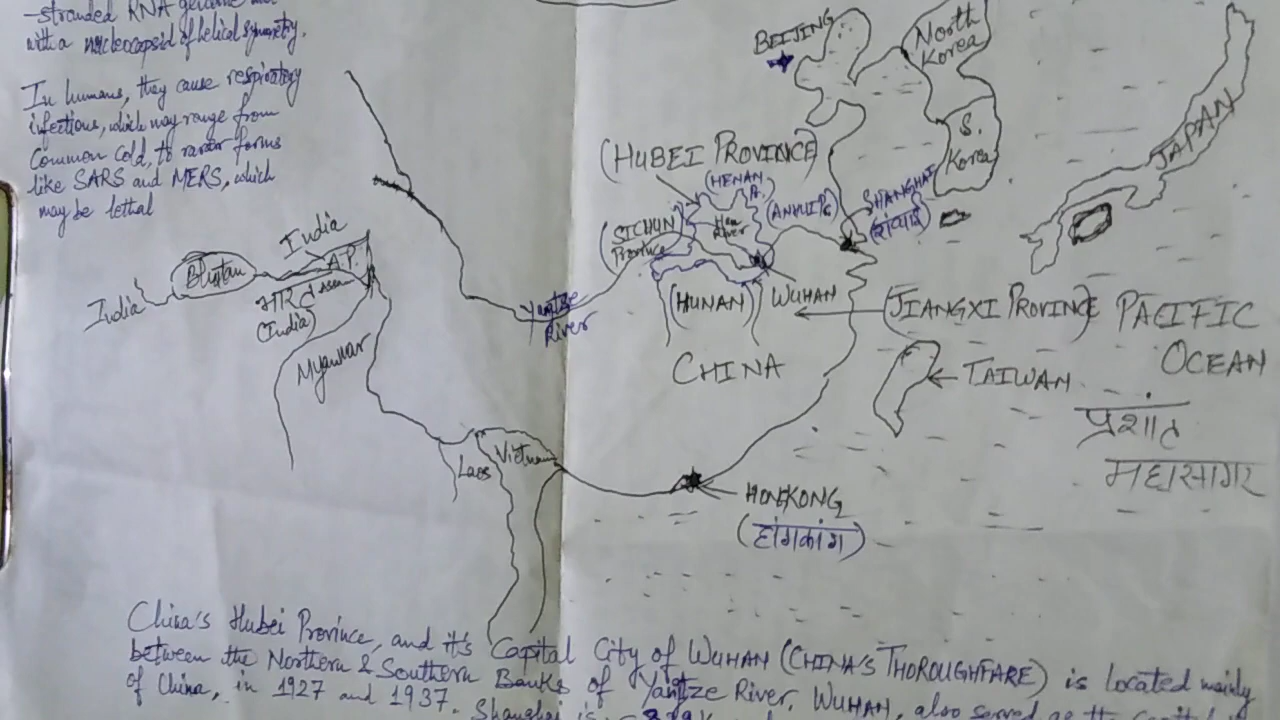 -stranded RNA genome and
with a nucleocapsid of helical symmetry.
In humans, they cause respiratory
infections, which may range from
Common cold, to rarer forms
like SARS and MERS, which
may be lethal
BEIJING
North
Korea
S.
Korea
JAPAN
(HUBEI PROVINCE)
(HENAN
P.)
(ANHUI P.)
SHANGHAI
(शंघाई)
(SICHUN
Province)
Han
River
India
Bhutan
A.P.
India
Assam
(India)
Myanmar
Yantze
River
(HUNAN)
WUHAN
(JIANGXI PROVINCE)
PACIFIC
OCEAN
CHINA
TAIWAN
प्रशांत
महासागर
Laos
Vietnam
HONKONG
(हांगकांग)
China's Hubei Province, and it's Capital City of WUHAN (CHINA'S THOROUGHFARE) is located mainly
between the Northern & Southern Banks of Yantze River. WUHAN, also served as the capital
of China, in 1927 and 1937. Shanghai is